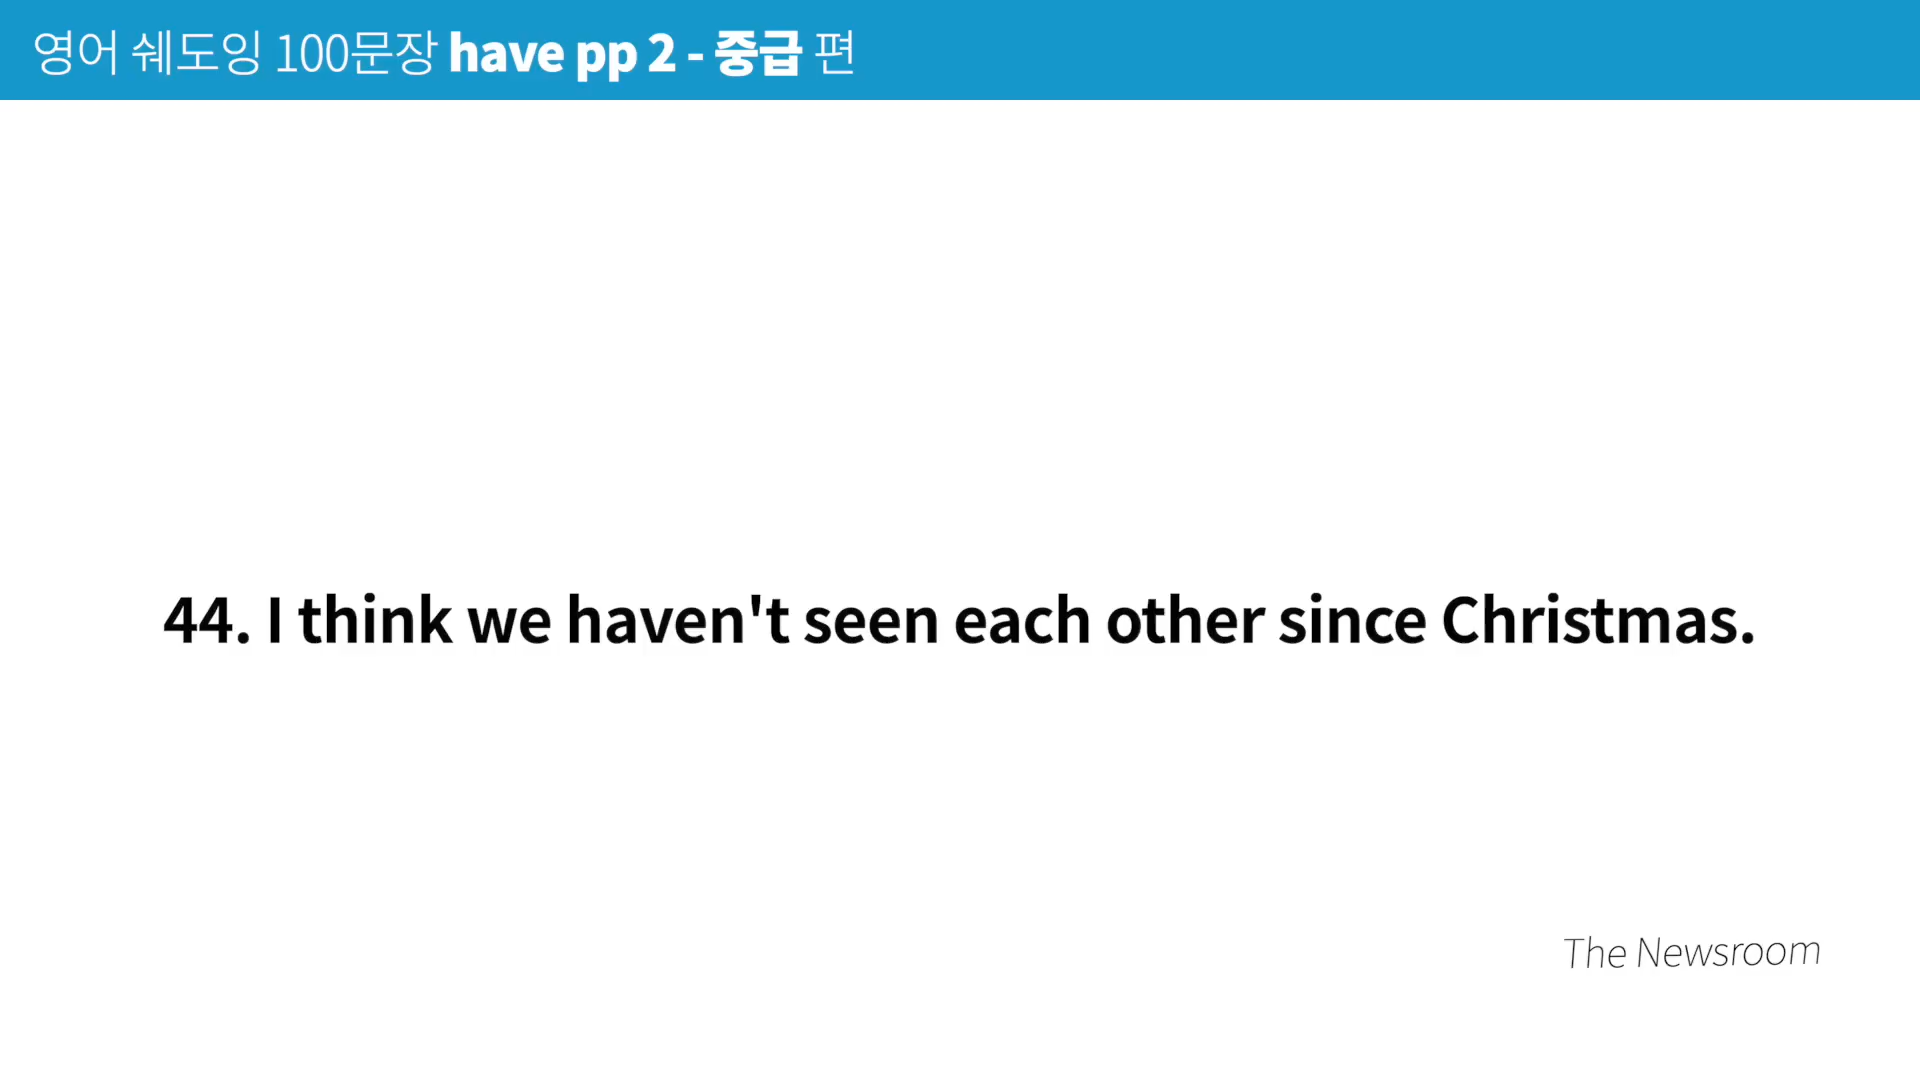 영어 쉐도잉 100문장 have pp 2 - 중급 편
44. I think we haven't seen each other since Christmas.
The Newsroom